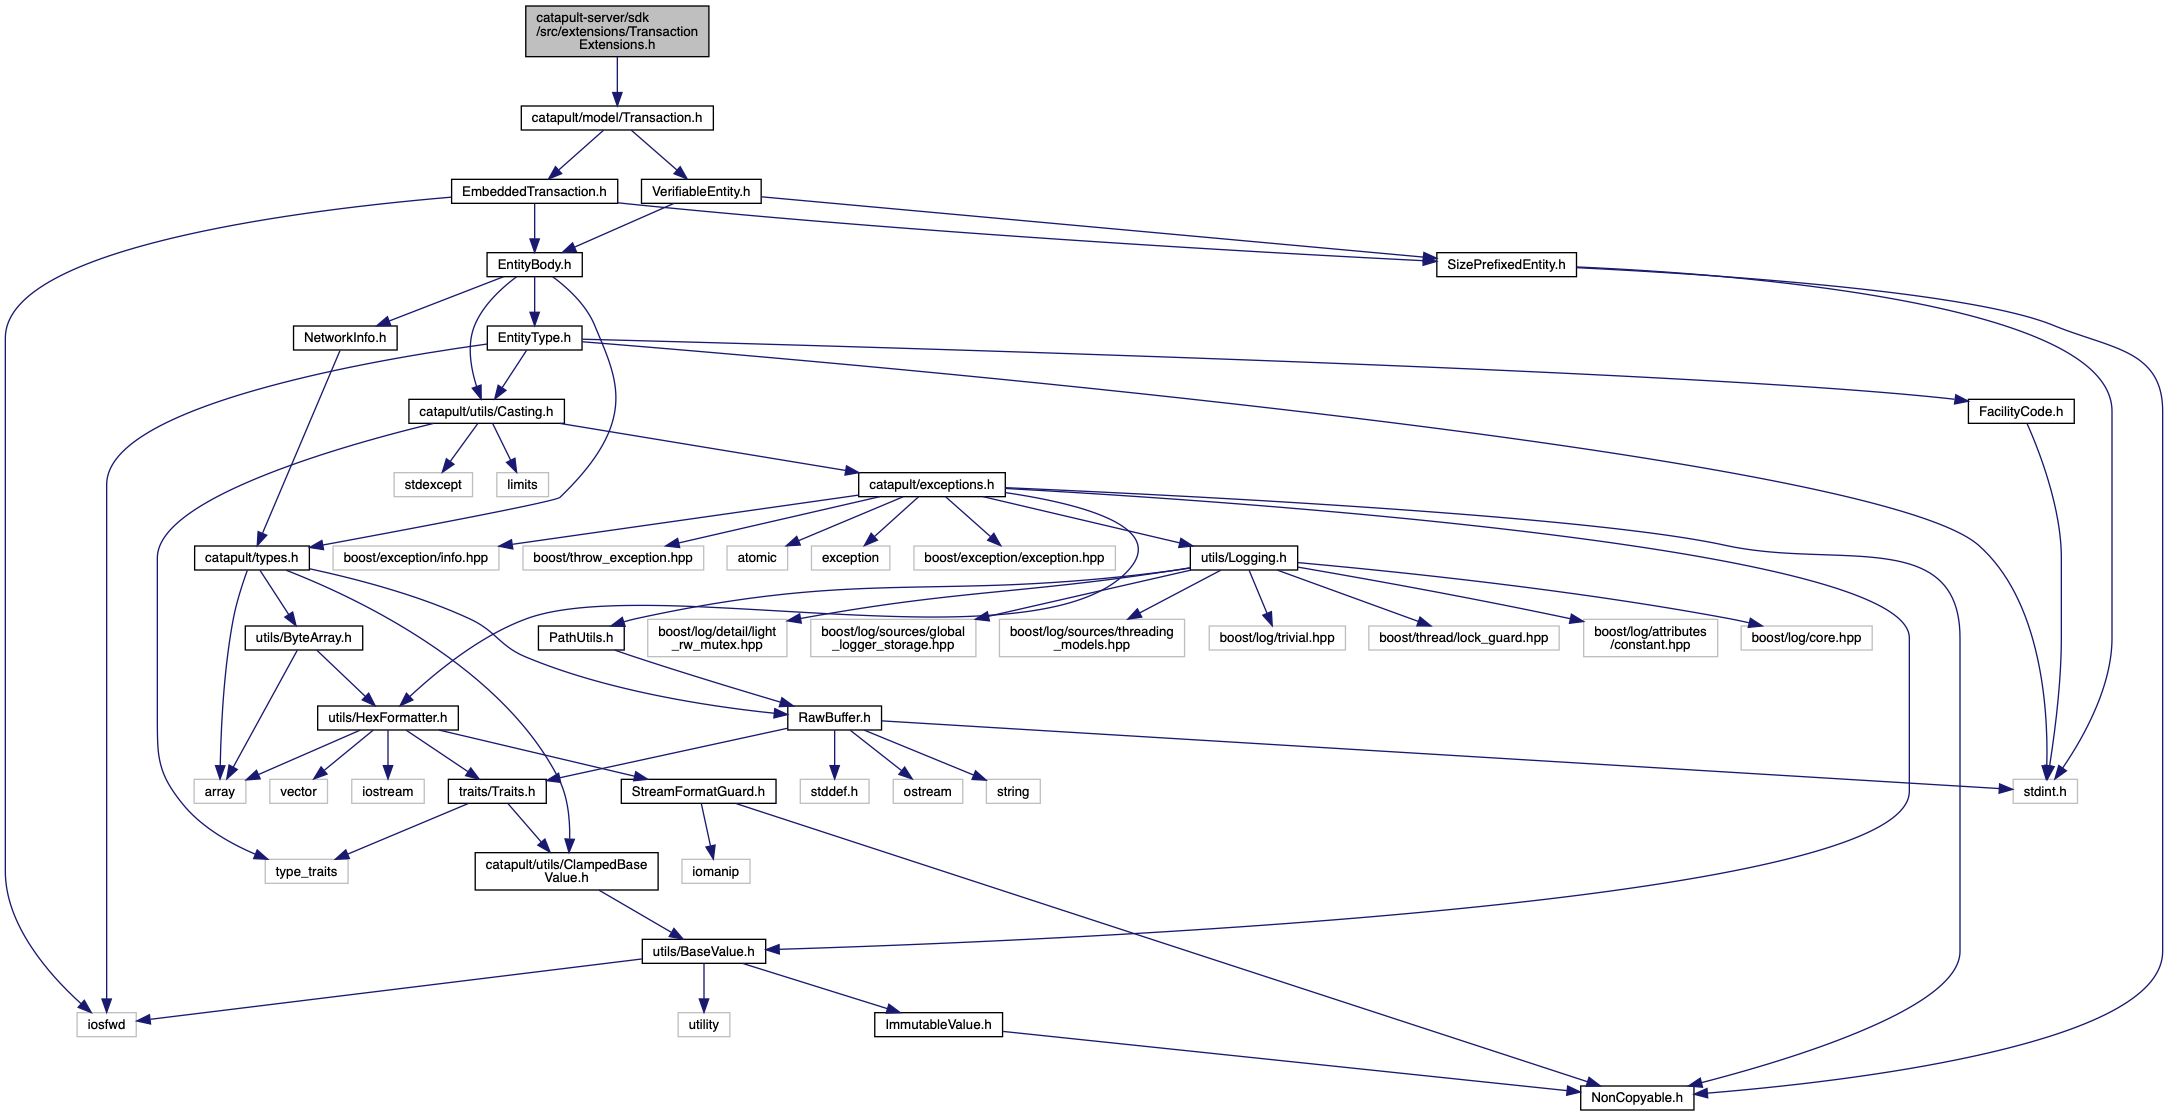 catapult-server/sdk
/src/extensions/Transaction
Extensions.h
catapult/model/Transaction.h
EmbeddedTransaction.h
VerifiableEntity.h
EntityBody.h
SizePrefixedEntity.h
NetworkInfo.h
EntityType.h
catapult/utils/Casting.h
FacilityCode.h
stdexcept
limits
catapult/exceptions.h
catapult/types.h
boost/exception/info.hpp
boost/throw_exception.hpp
atomic
exception
boost/exception/exception.hpp
utils/Logging.h
utils/ByteArray.h
PathUtils.h
boost/log/detail/light
_rw_mutex.hpp
boost/log/sources/global
_logger_storage.hpp
boost/log/sources/threading
_models.hpp
boost/log/trivial.hpp
boost/thread/lock_guard.hpp
boost/log/attributes
/constant.hpp
boost/log/core.hpp
utils/HexFormatter.h
RawBuffer.h
array
vector
iostream
traits/Traits.h
StreamFormatGuard.h
stddef.h
ostream
string
stdint.h
type_traits
catapult/utils/ClampedBase
Value.h
iomanip
utils/BaseValue.h
iosfwd
utility
ImmutableValue.h
NonCopyable.h